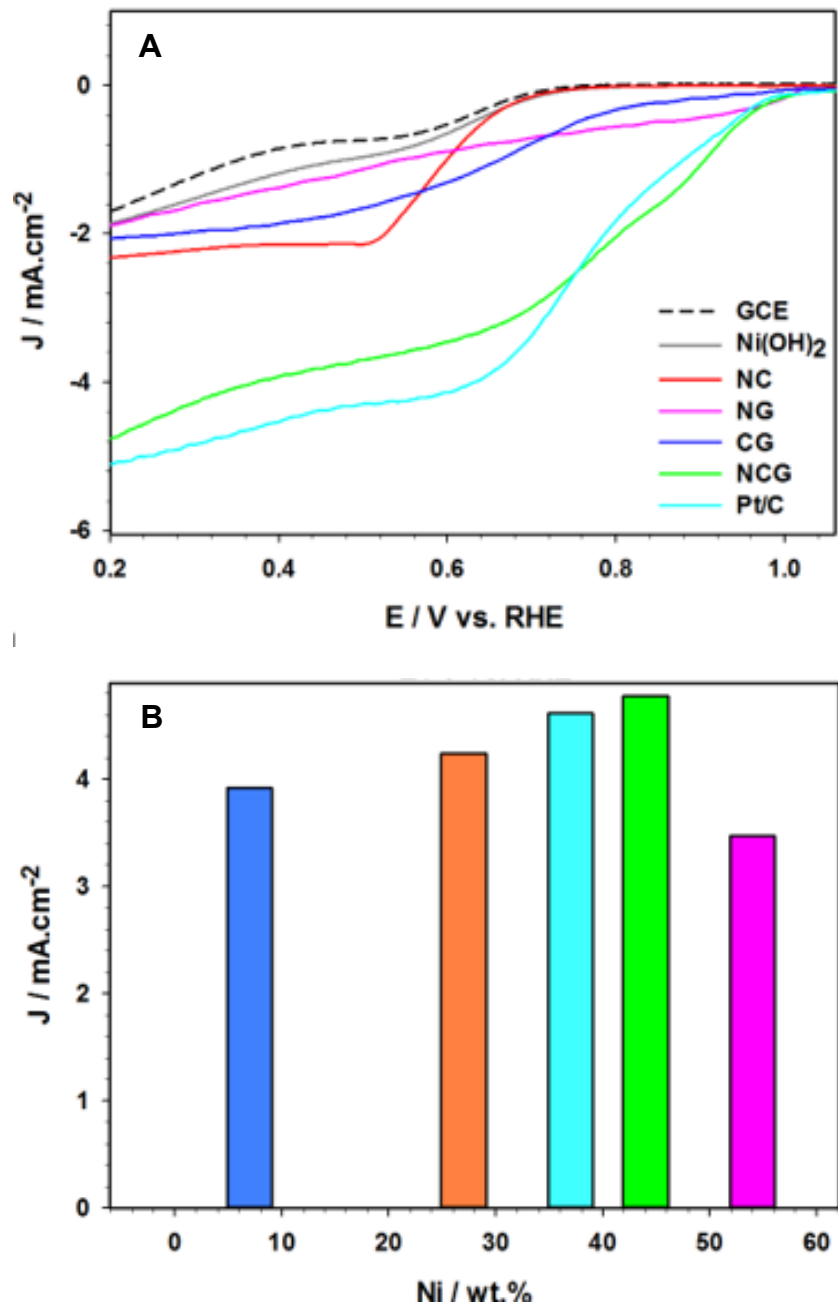 A
0
-2
-4
-6
J / mA.cm-2
0.2 0.4 0.6 0.8 1.0
E / V vs. RHE
GCE
Ni(OH)2
NC
NG
CG
NCG
Pt/C
B
4
3
2
1
0
J / mA.cm-2
0 10 20 30 40 50 60
Ni / wt.%